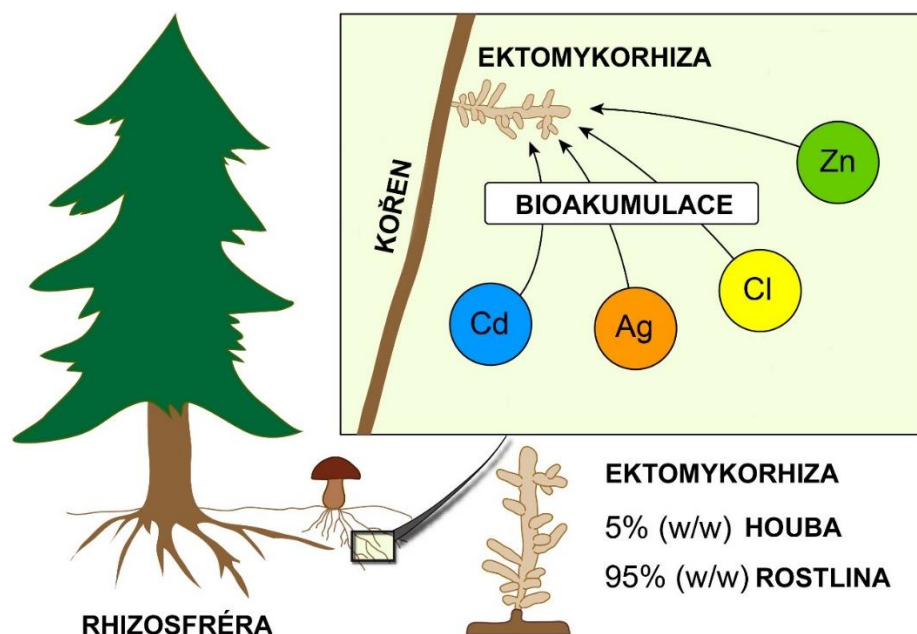 EKTOMYKORHIZA
KOŘEN
Zn
BIOAKUMULACE
Cl
Cd
Ag
EKTOMYKORHIZA
5% (w/w) HOUBA
95% (w/w) ROSTLINA
RHIZOSFRÉRA